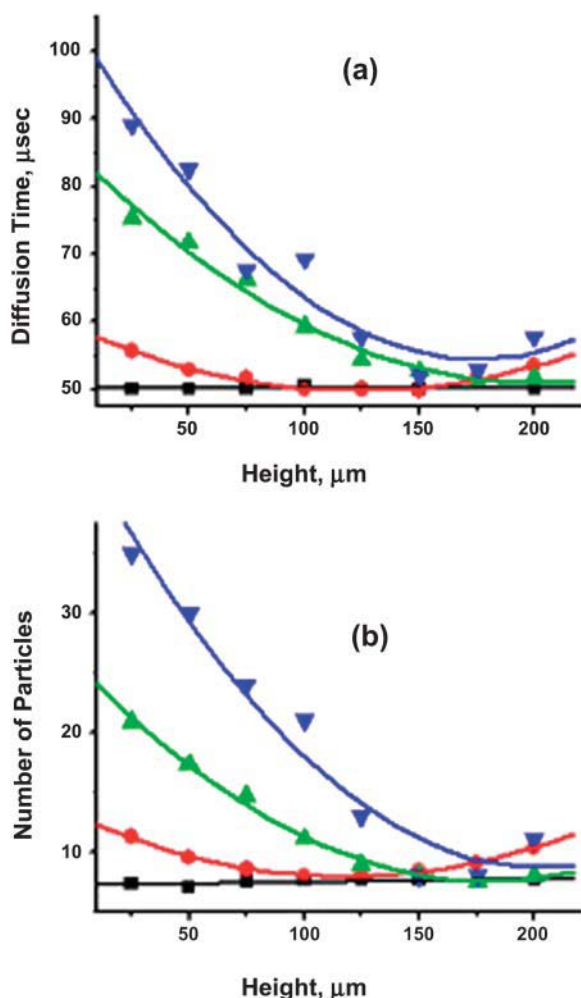 (a)
Diffusion Time, μsec
100
90
80
70
60
50
50
100
150
200
Height, μm
(b)
Number of Particles
30
20
10
50
100
150
200
Height, μm